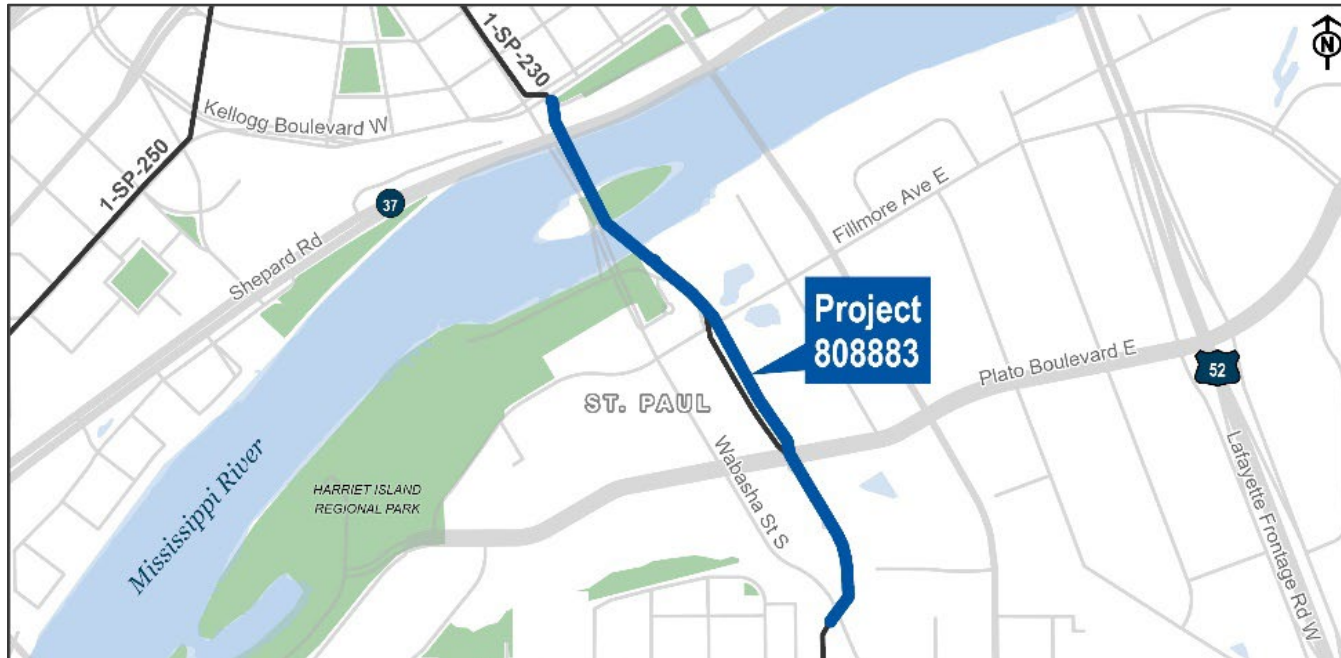 1-SP-230
N
Kellogg Boulevard W
1-SP-250
37
Shepard Rd
Fillmore Ave E
Project
808883
Plato Boulevard E
52
ST. PAUL
Wabasha St S
Lafayette Frontage Rd W
HARRIET ISLAND
REGIONAL PARK
Mississippi River